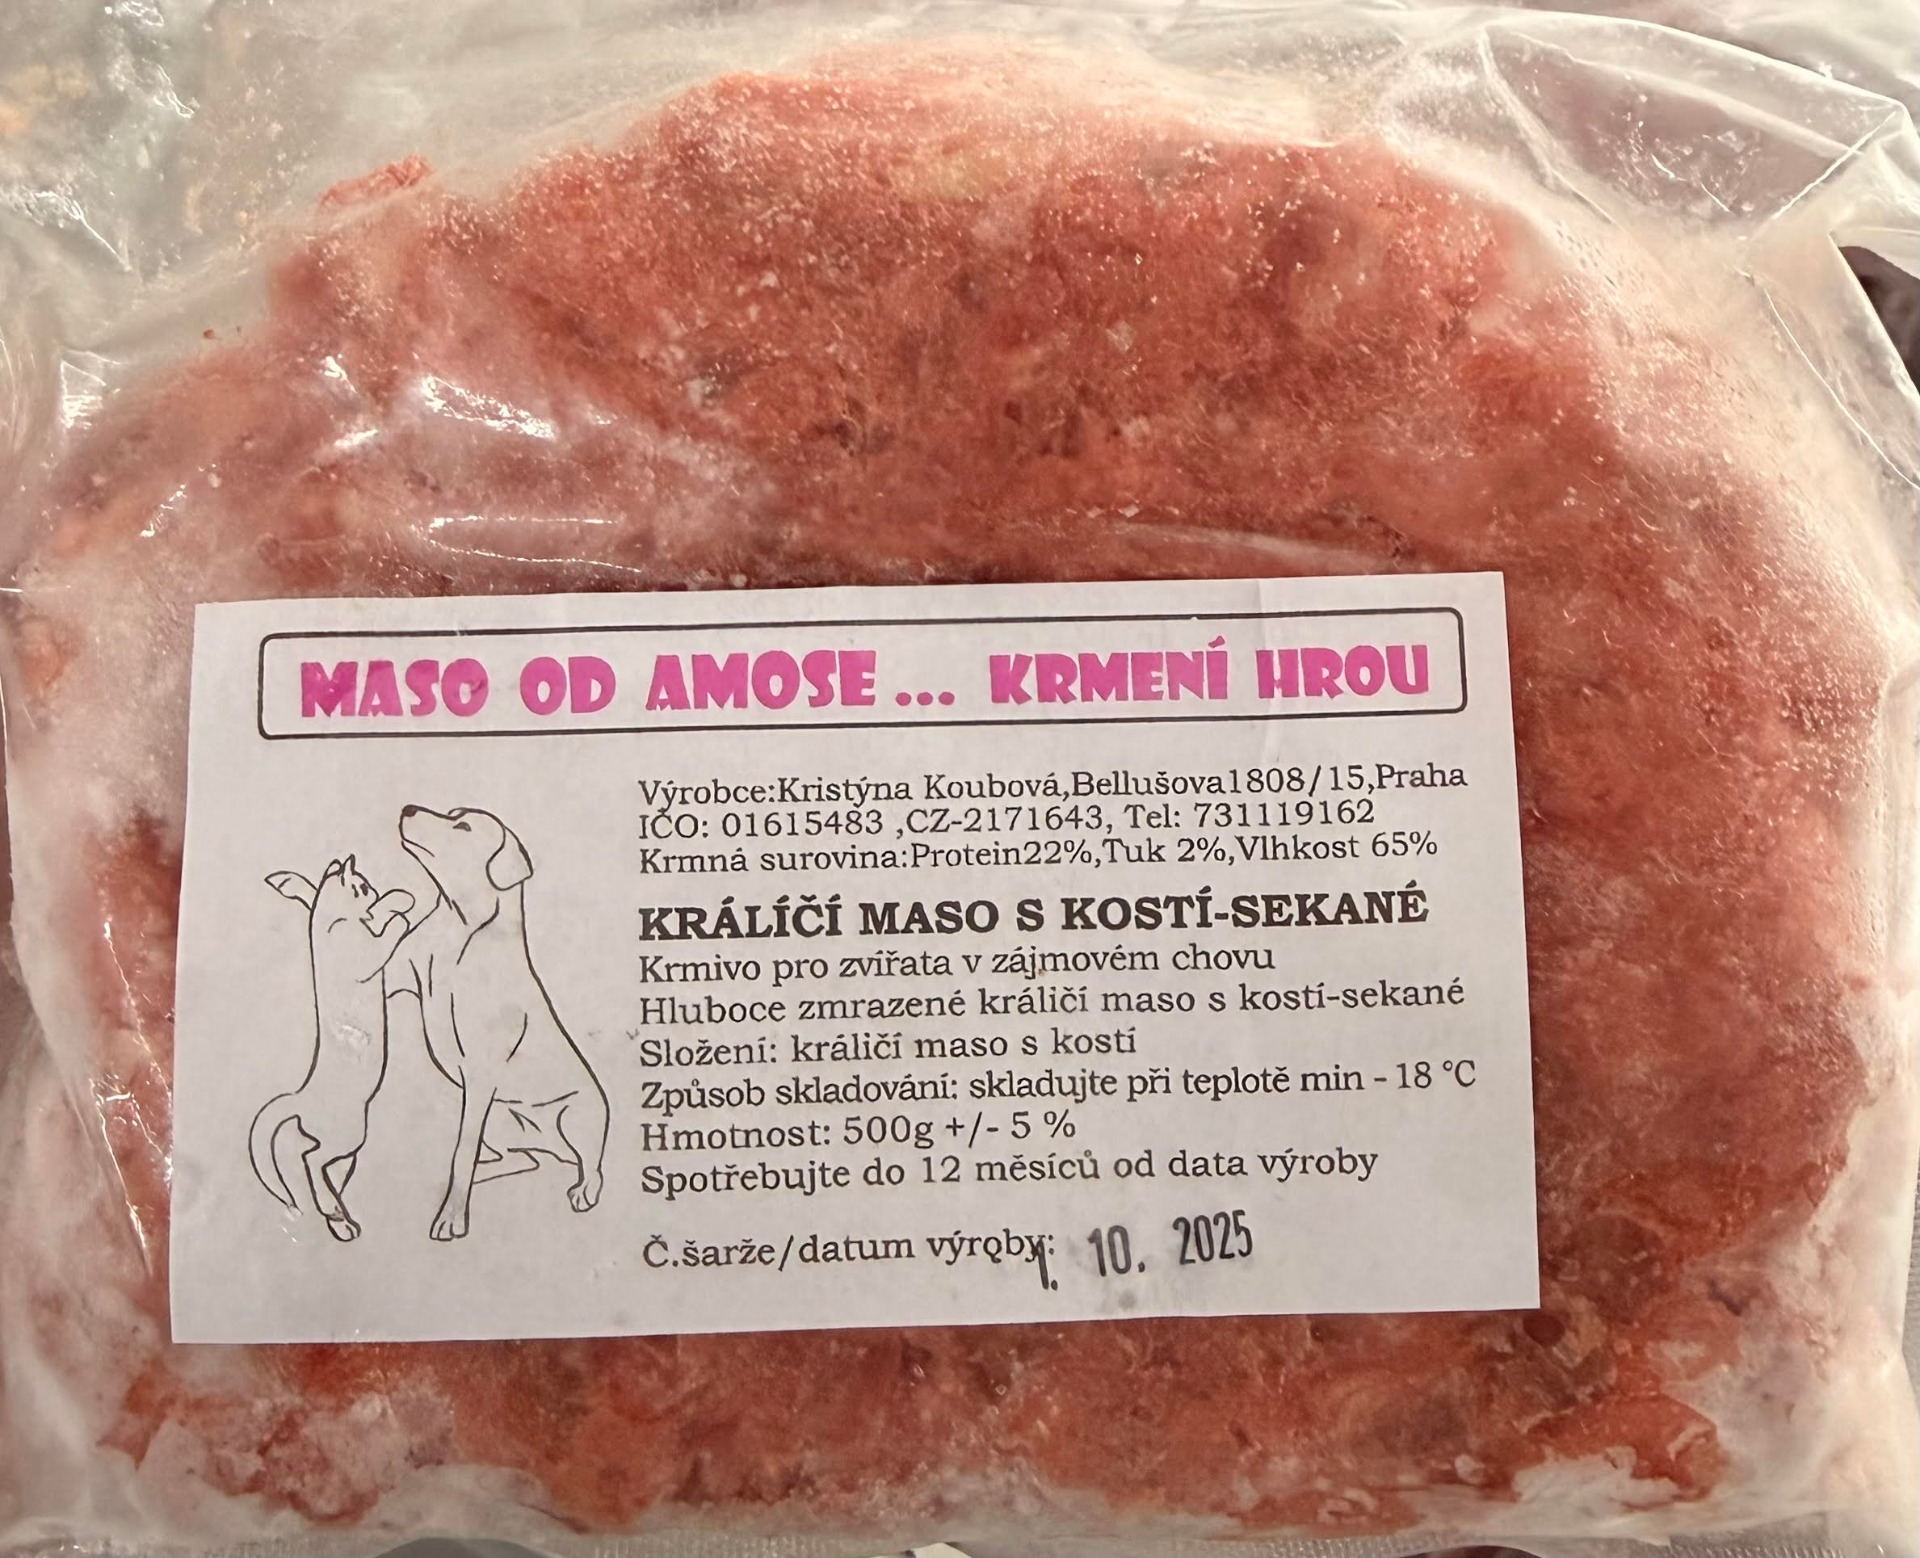 MASO OD AMOSE... KRMENÍ HROU
Výrobce:Kristýna Koubová,Bellušova1808/15,Praha
IČO: 01615483 ,CZ-2171643, Tel: 731119162
Krmná surovina:Protein22%,Tuk 2%,Vlhkost 65%
KRÁLÍČÍ MASO S KOSTÍ-SEKANÉ
Krmivo pro zvířata v zájmovém chovu
Hluboce zmrazené králičí maso s kostí-sekané
Složení: králičí maso s kostí
Způsob skladování: skladujte při teplotě min - 18 °C
Hmotnost: 500g +/- 5 %
Spotřebujte do 12 měsíců od data výroby
Č.šarže/datum výroby: 1. 10. 2025